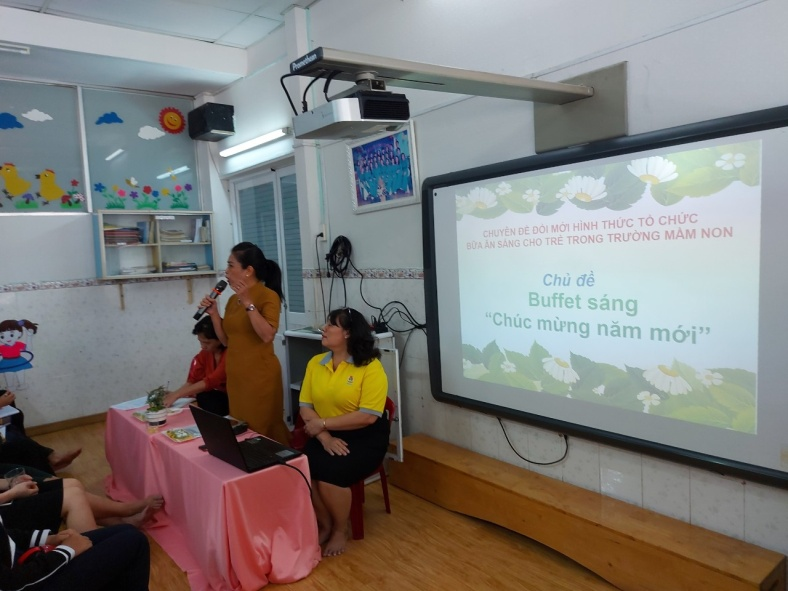 Promethean
CHUYÊN ĐỀ ĐỔI MỚI HÌNH THỨC TỔ CHỨC
BỮA ĂN SÁNG CHO TRẺ TRONG TRƯỜNG MẦM NON
Chủ đề
Buffet sáng
“Chúc mừng năm mới”